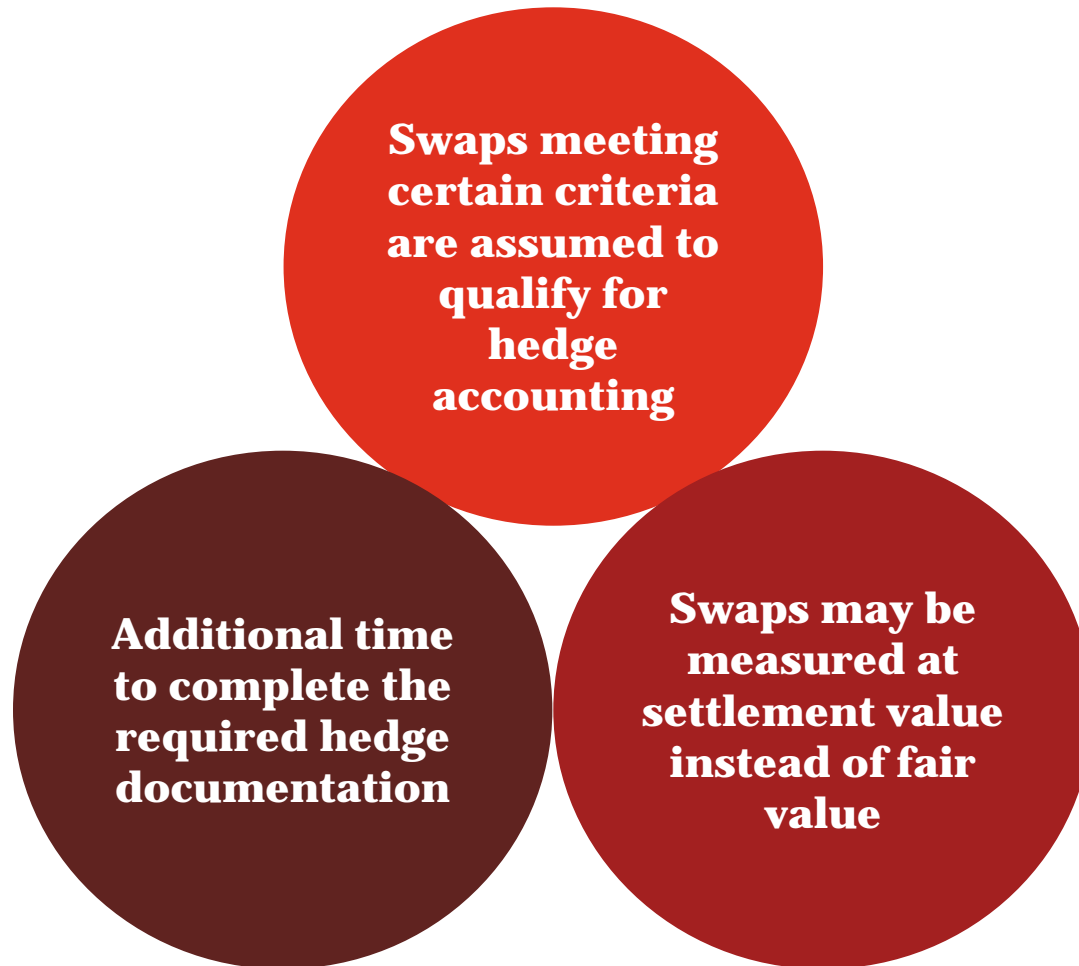 Swaps meeting
certain criteria
are assumed to
qualify for
hedge
accounting
Additional time
to complete the
required hedge
documentation
Swaps may be
measured at
settlement value
instead of fair
value